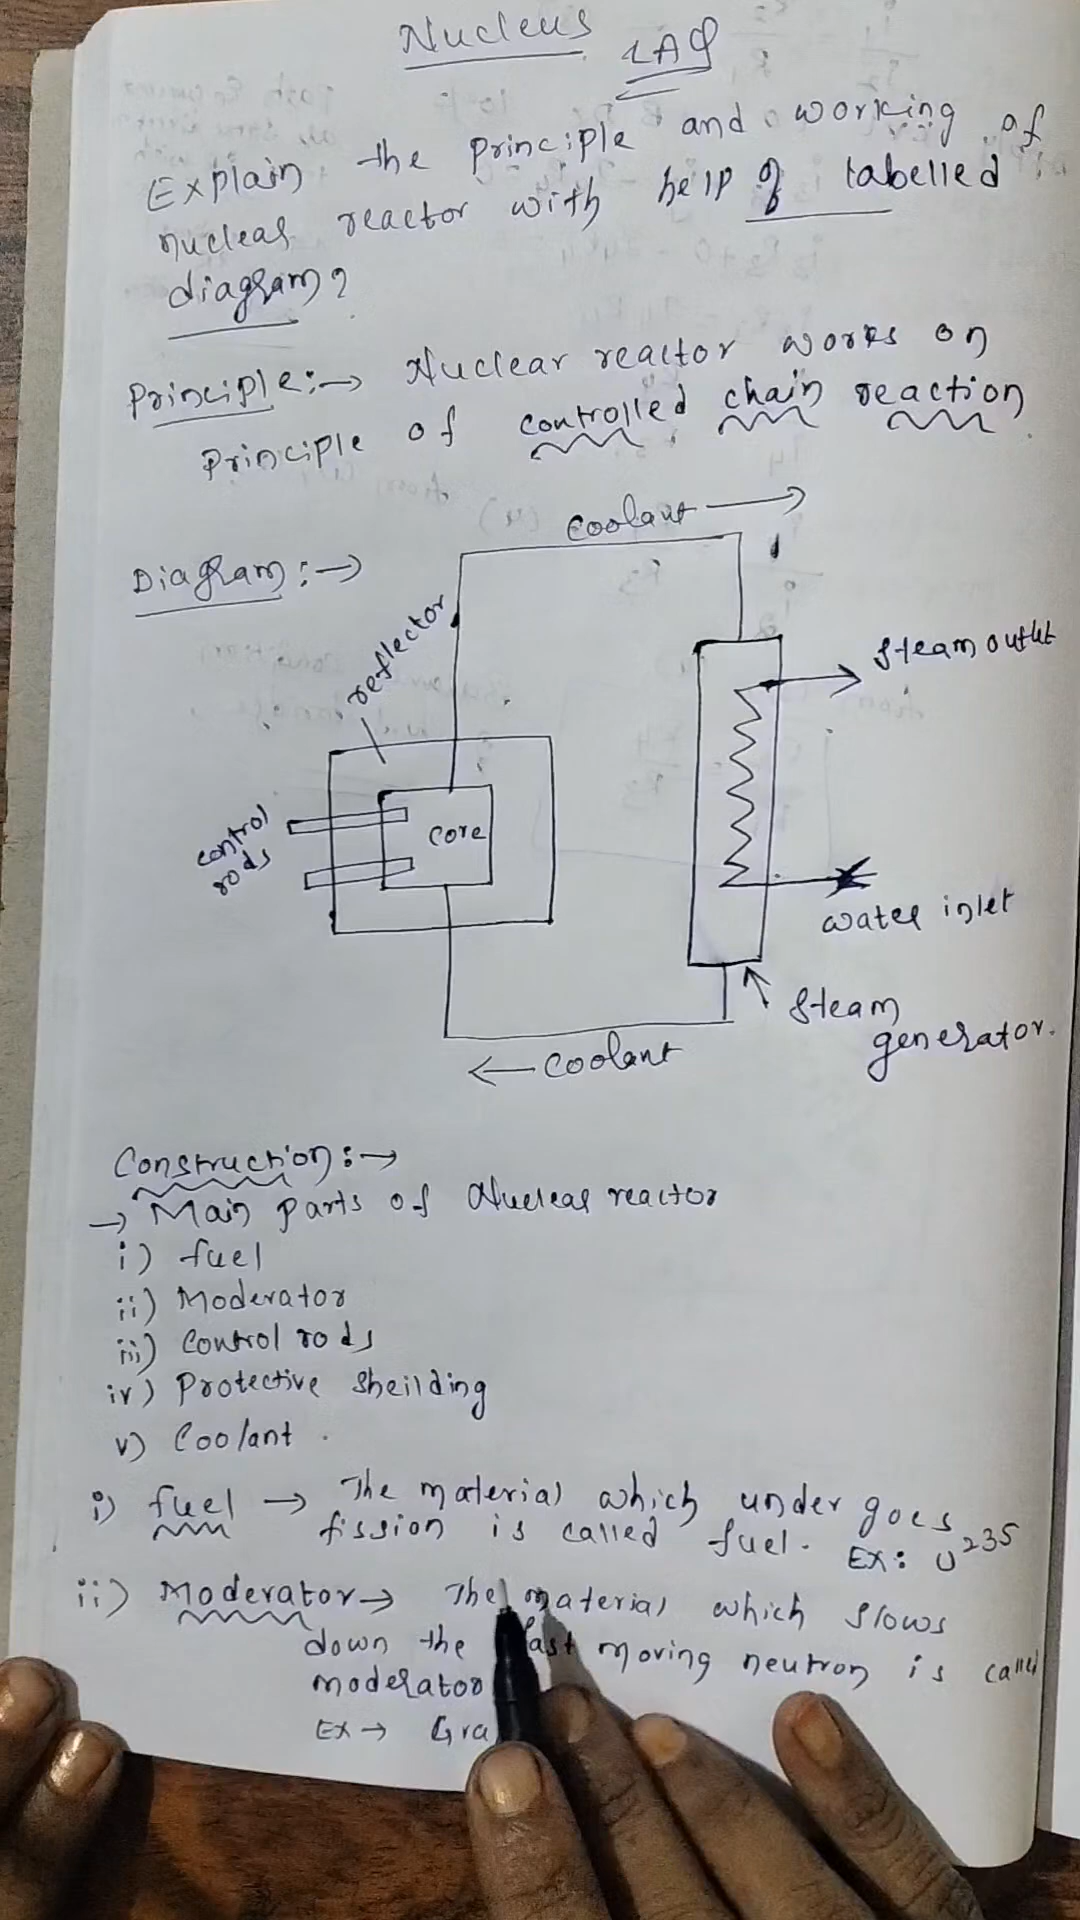 Nucleus
LAQ
Explain the principle and working of
nuclear reactor with help of labelled
diagram?
Principle:→ Nuclear reactor works on
Principle of controlled chain reaction.
Coolant →
Diagram:→
reflector
Steam outlet
control
rods
Core
water inlet
Steam
generator.
← Coolant
Construction:→
→ Main parts of Nuclear reactor
i) fuel
ii) Moderator
iii) Control rods
iv) Protective Sheilding
v) Coolant.
i) fuel → The material which under goes
fission is called fuel. Ex: U²³⁵
ii) Moderator → The material which slows
down the fast moving neutron is called
moderator
Ex → Gra